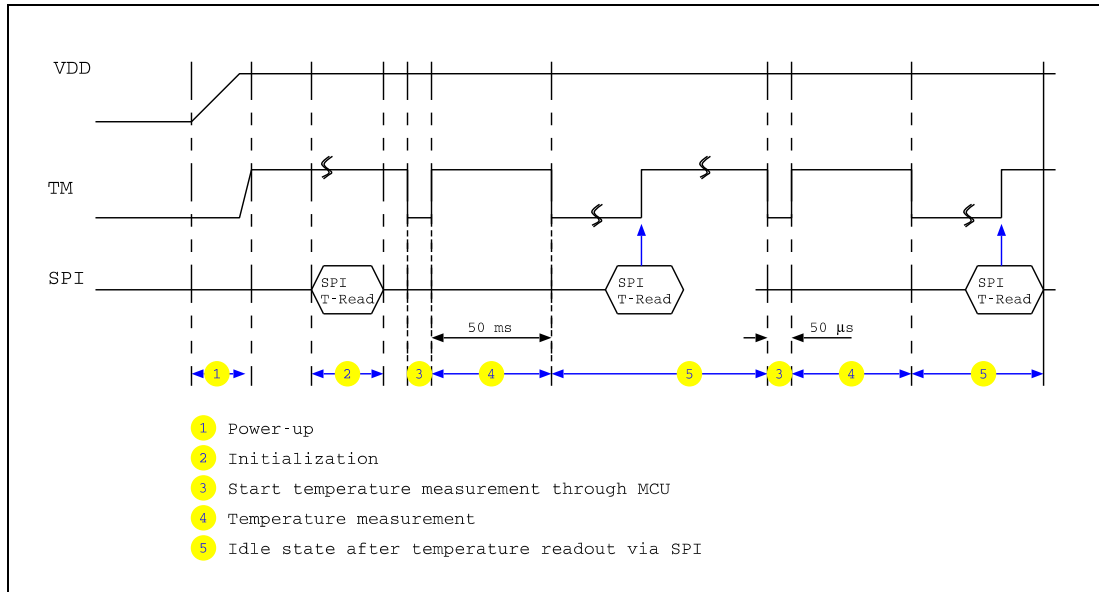 VDD
TM
SPI
SPI
T-Read
SPI
T-Read
SPI
T-Read
50 ms
50 μs
1
2
3
4
5
3
4
5
1 Power-up
2 Initialization
3 Start temperature measurement through MCU
4 Temperature measurement
5 Idle state after temperature readout via SPI